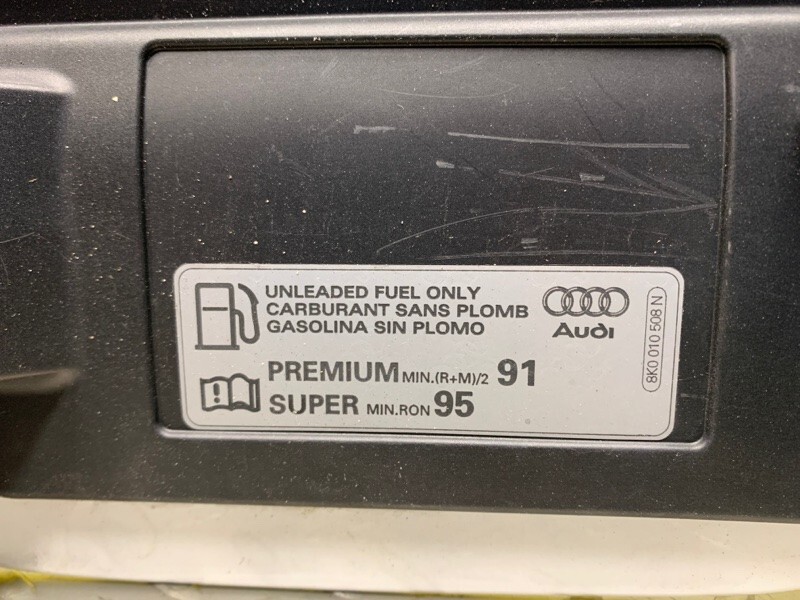 UNLEADED FUEL ONLY
CARBURANT SANS PLOMB
GASOLINA SIN PLOMO
Audi
8K0 010 508 N
PREMIUM MIN.(R+M)/2 91
SUPER MIN.RON 95